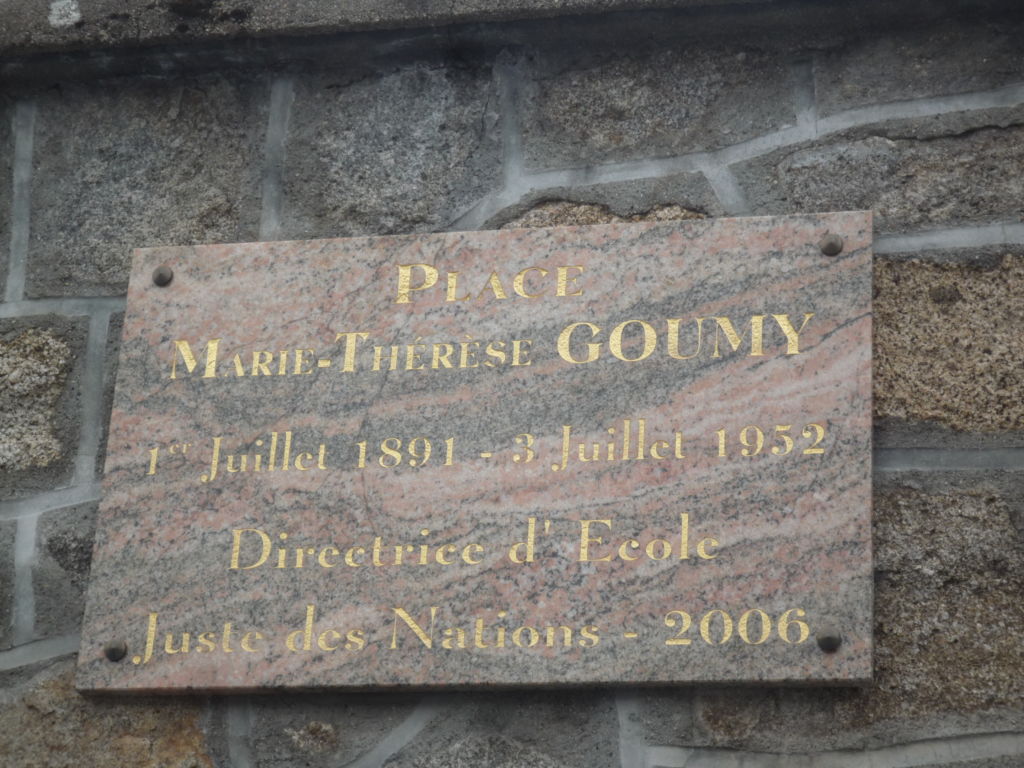 PLACE
MARIE-THÉRÈSE GOUMY
1er Juillet 1891 - 3 Juillet 1952
Directrice d'Ecole
Juste des Nations - 2006